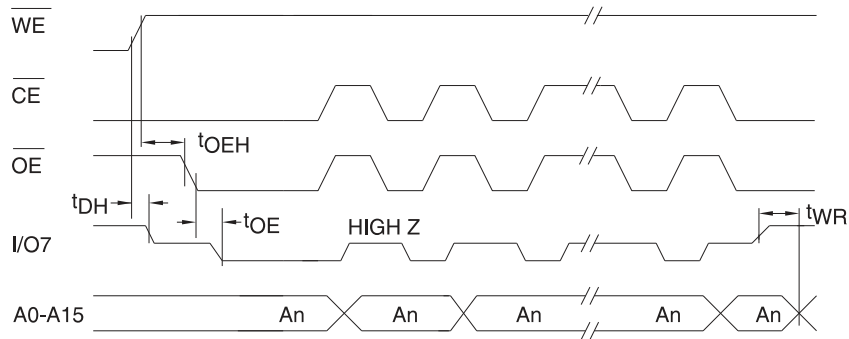 WE
CE
tOEH
OE
tDH
tOE
HIGH Z
tWR
I/O7
A0-A15
An
An
An
An
An